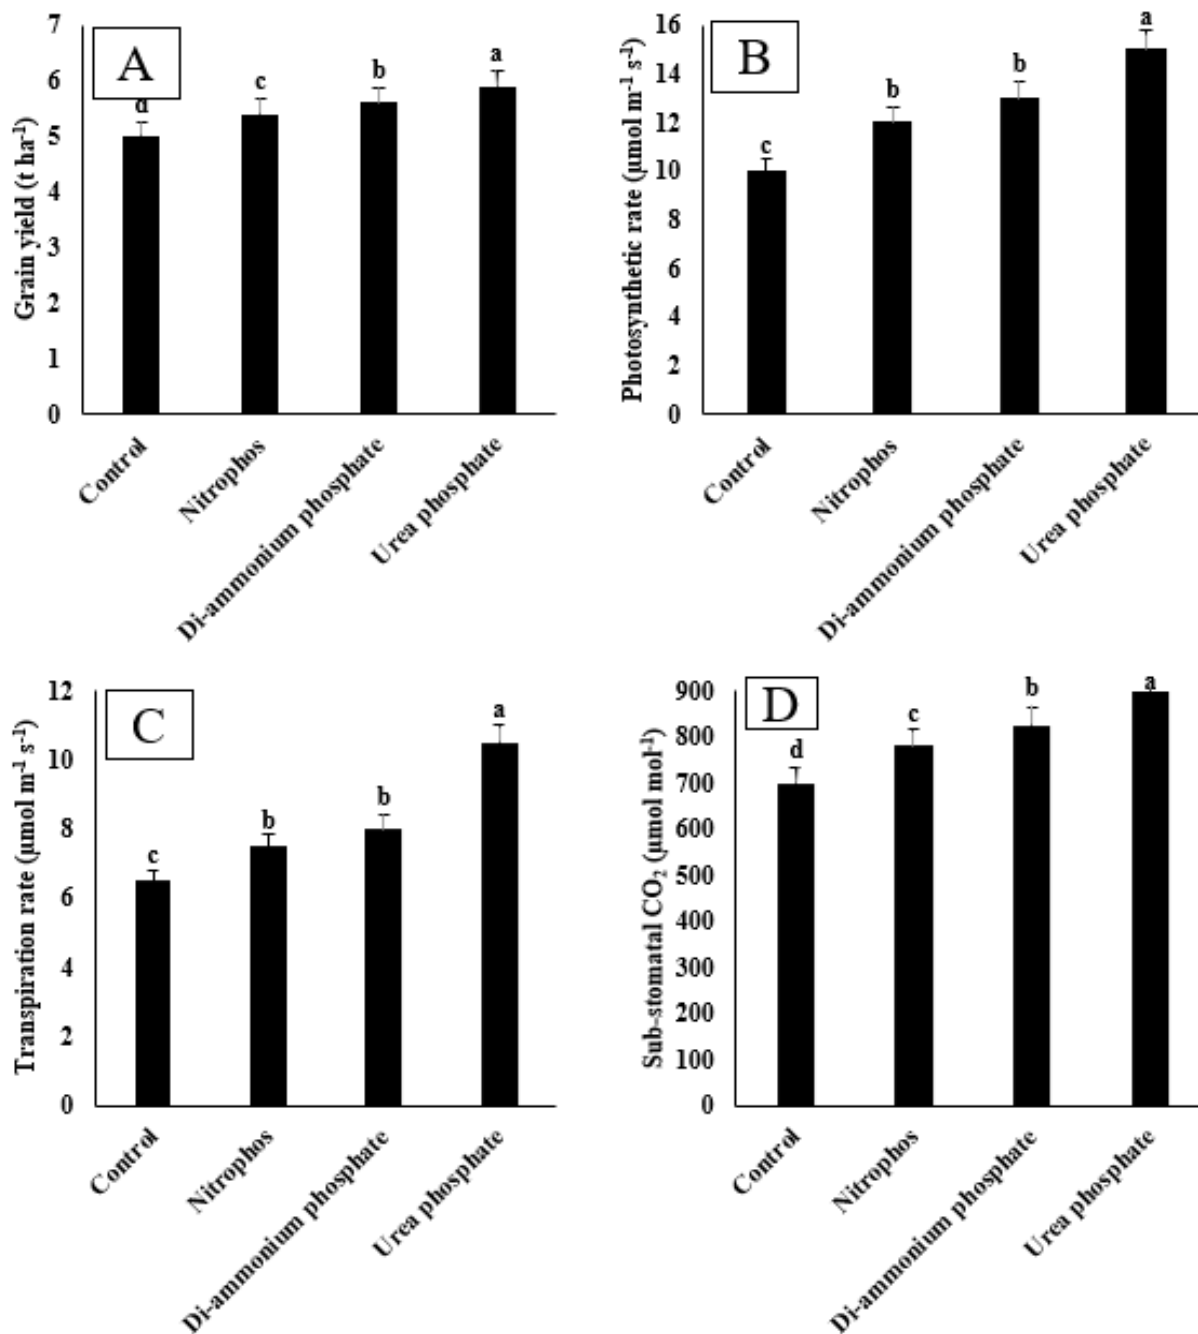 A
Grain yield (t ha⁻¹)
7
6
5
4
3
2
1
0
d
c
b
a
Control
Nitrophos
Di-ammonium phosphate
Urea phosphate
B
Photosynthetic rate (µmol m⁻¹ s⁻¹)
16
14
12
10
8
6
4
2
0
c
b
b
a
Control
Nitrophos
Di-ammonium phosphate
Urea phosphate
C
Transpiration rate (µmol m⁻¹ s⁻¹)
12
10
8
6
4
2
0
c
b
b
a
Control
Nitrophos
Di-ammonium phosphate
Urea phosphate
D
Sub-stomatal CO₂ (µmol mol⁻¹)
900
800
700
600
500
400
300
200
100
0
d
c
b
a
Control
Nitrophos
Di-ammonium phosphate
Urea phosphate